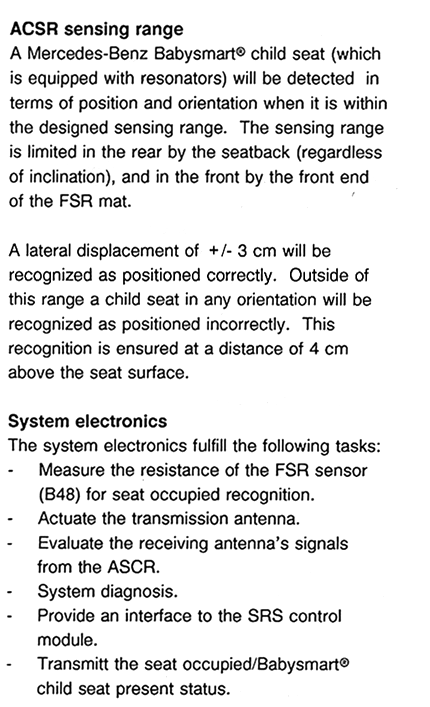 ACSR sensing range
A Mercedes-Benz Babysmart® child seat (which
is equipped with resonators) will be detected in
terms of position and orientation when it is within
the designed sensing range. The sensing range
is limited in the rear by the seatback (regardless
of inclination), and in the front by the front end
of the FSR mat.

A lateral displacement of +/- 3 cm will be
recognized as positioned correctly. Outside of
this range a child seat in any orientation will be
recognized as positioned incorrectly. This
recognition is ensured at a distance of 4 cm
above the seat surface.

System electronics
The system electronics fulfill the following tasks:
- Measure the resistance of the FSR sensor
(B48) for seat occupied recognition.
- Actuate the transmission antenna.
- Evaluate the receiving antenna's signals
from the ASCR.
- System diagnosis.
- Provide an interface to the SRS control
module.
- Transmitt the seat occupied/Babysmart®
child seat present status.